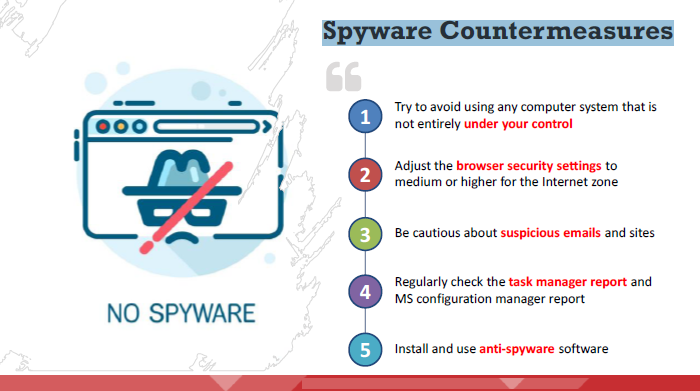 Spyware Countermeasures
1
Try to avoid using any computer system that is
not entirely under your control
2
Adjust the browser security settings to
medium or higher for the Internet zone
3
Be cautious about suspicious emails and sites
4
Regularly check the task manager report and
MS configuration manager report
5
Install and use anti-spyware software
NO SPYWARE